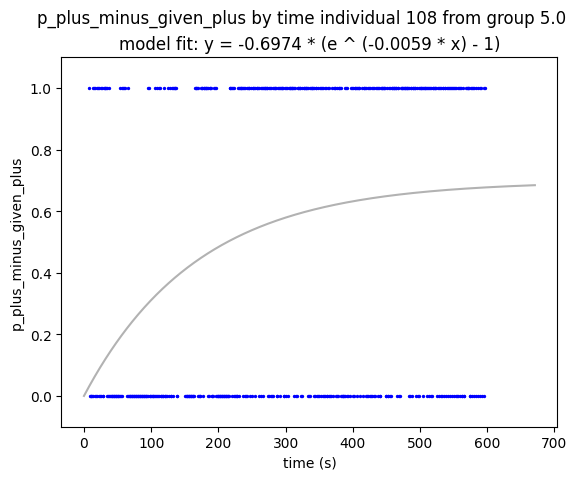 p_plus_minus_given_plus by time individual 108 from group 5.0
model fit: y = -0.6974 * (e ^ (-0.0059 * x) - 1)
p_plus_minus_given_plus
1.0
0.8
0.6
0.4
0.2
0.0
0 100 200 300 400 500 600 700
time (s)